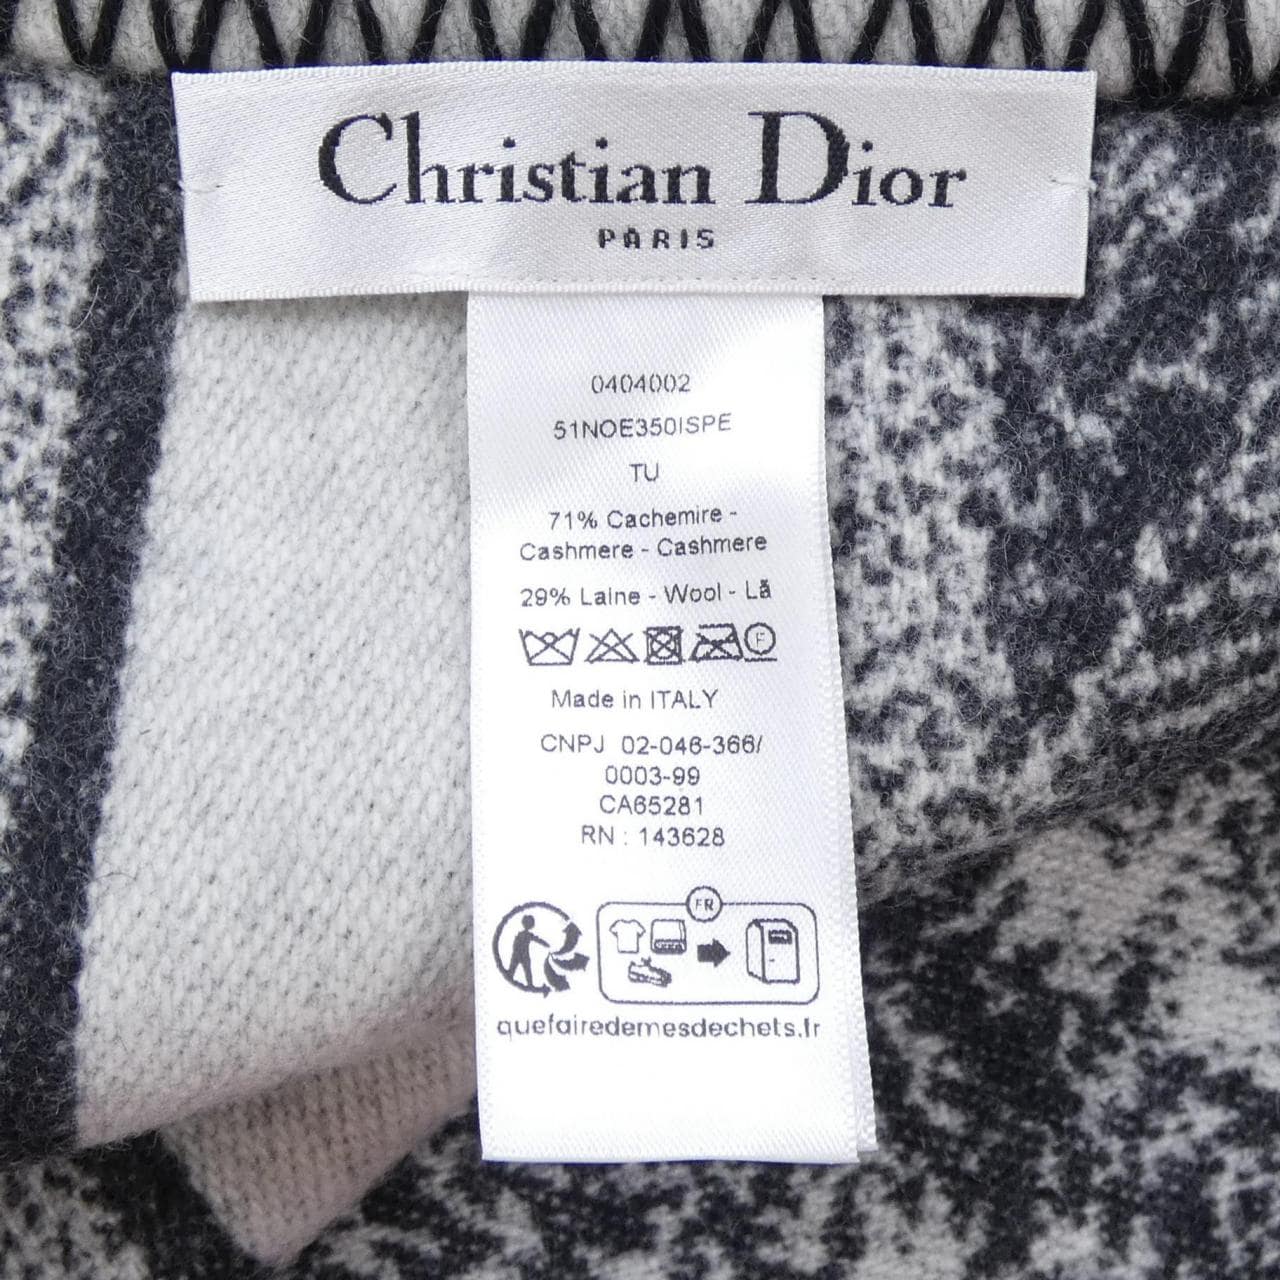 Christian Dior
PARIS
0404002
51NOE350ISPE
TU
71% Cachemire -
Cashmere - Cashmere
29% Laine - Wool - Lã
F
Made in ITALY
CNPJ 02-046-366/
0003-99
CA65281
RN : 143628
FR
quefairedemesdechets.fr